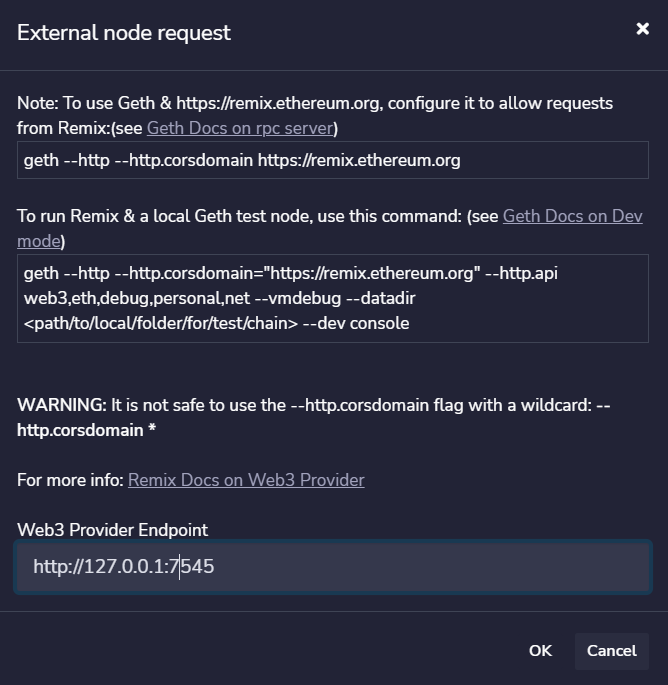 External node request
Note: To use Geth & https://remix.ethereum.org, configure it to allow requests
from Remix:(see Geth Docs on rpc server)
geth --http --http.corsdomain https://remix.ethereum.org
To run Remix & a local Geth test node, use this command: (see Geth Docs on Dev
mode)
geth --http --http.corsdomain="https://remix.ethereum.org" --http.api
web3,eth,debug,personal,net --vmdebug --datadir
<path/to/local/folder/for/test/chain> --dev console
WARNING: It is not safe to use the --http.corsdomain flag with a wildcard: --
http.corsdomain *
For more info: Remix Docs on Web3 Provider
Web3 Provider Endpoint
http://127.0.0.1:7545
OK Cancel